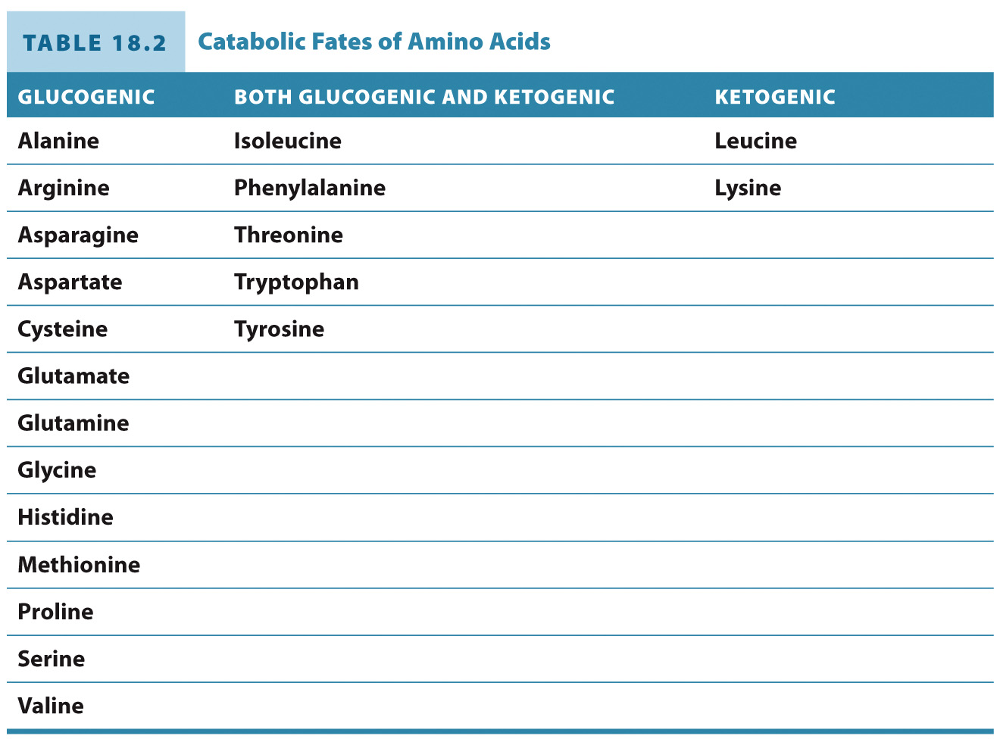 TABLE 18.2 Catabolic Fates of Amino Acids
GLUCOGENIC BOTH GLUCOGENIC AND KETOGENIC KETOGENIC
Alanine Isoleucine Leucine
Arginine Phenylalanine Lysine
Asparagine Threonine
Aspartate Tryptophan
Cysteine Tyrosine
Glutamate
Glutamine
Glycine
Histidine
Methionine
Proline
Serine
Valine